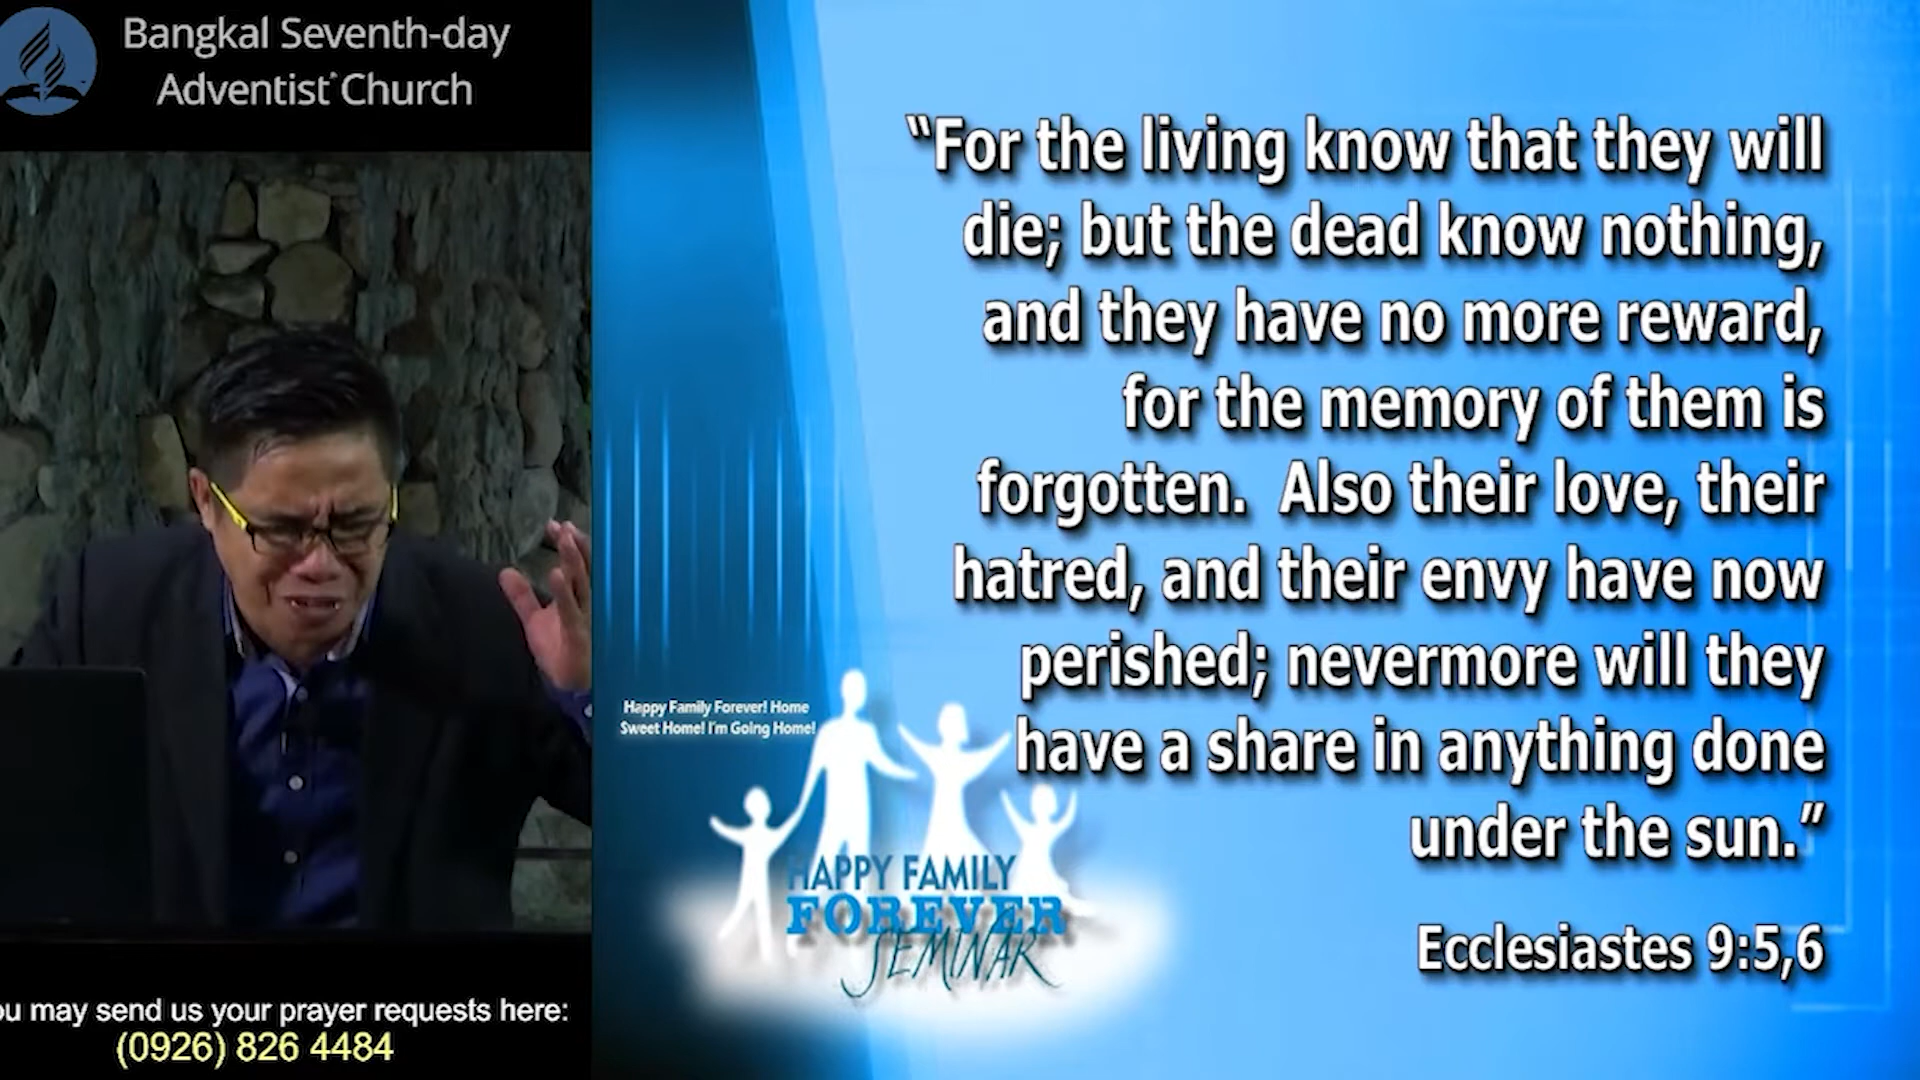 Bangkal Seventh-day
Adventist Church
“For the living know that they will
die; but the dead know nothing,
and they have no more reward,
for the memory of them is
forgotten. Also their love, their
hatred, and their envy have now
perished; nevermore will they
have a share in anything done
under the sun.”
Ecclesiastes 9:5,6
Happy Family Forever! Home
Sweet Home! I'm Going Home!
HAPPY FAMILY
FOREVER
SEMINAR
ou may send us your prayer requests here:
(0926) 826 4484